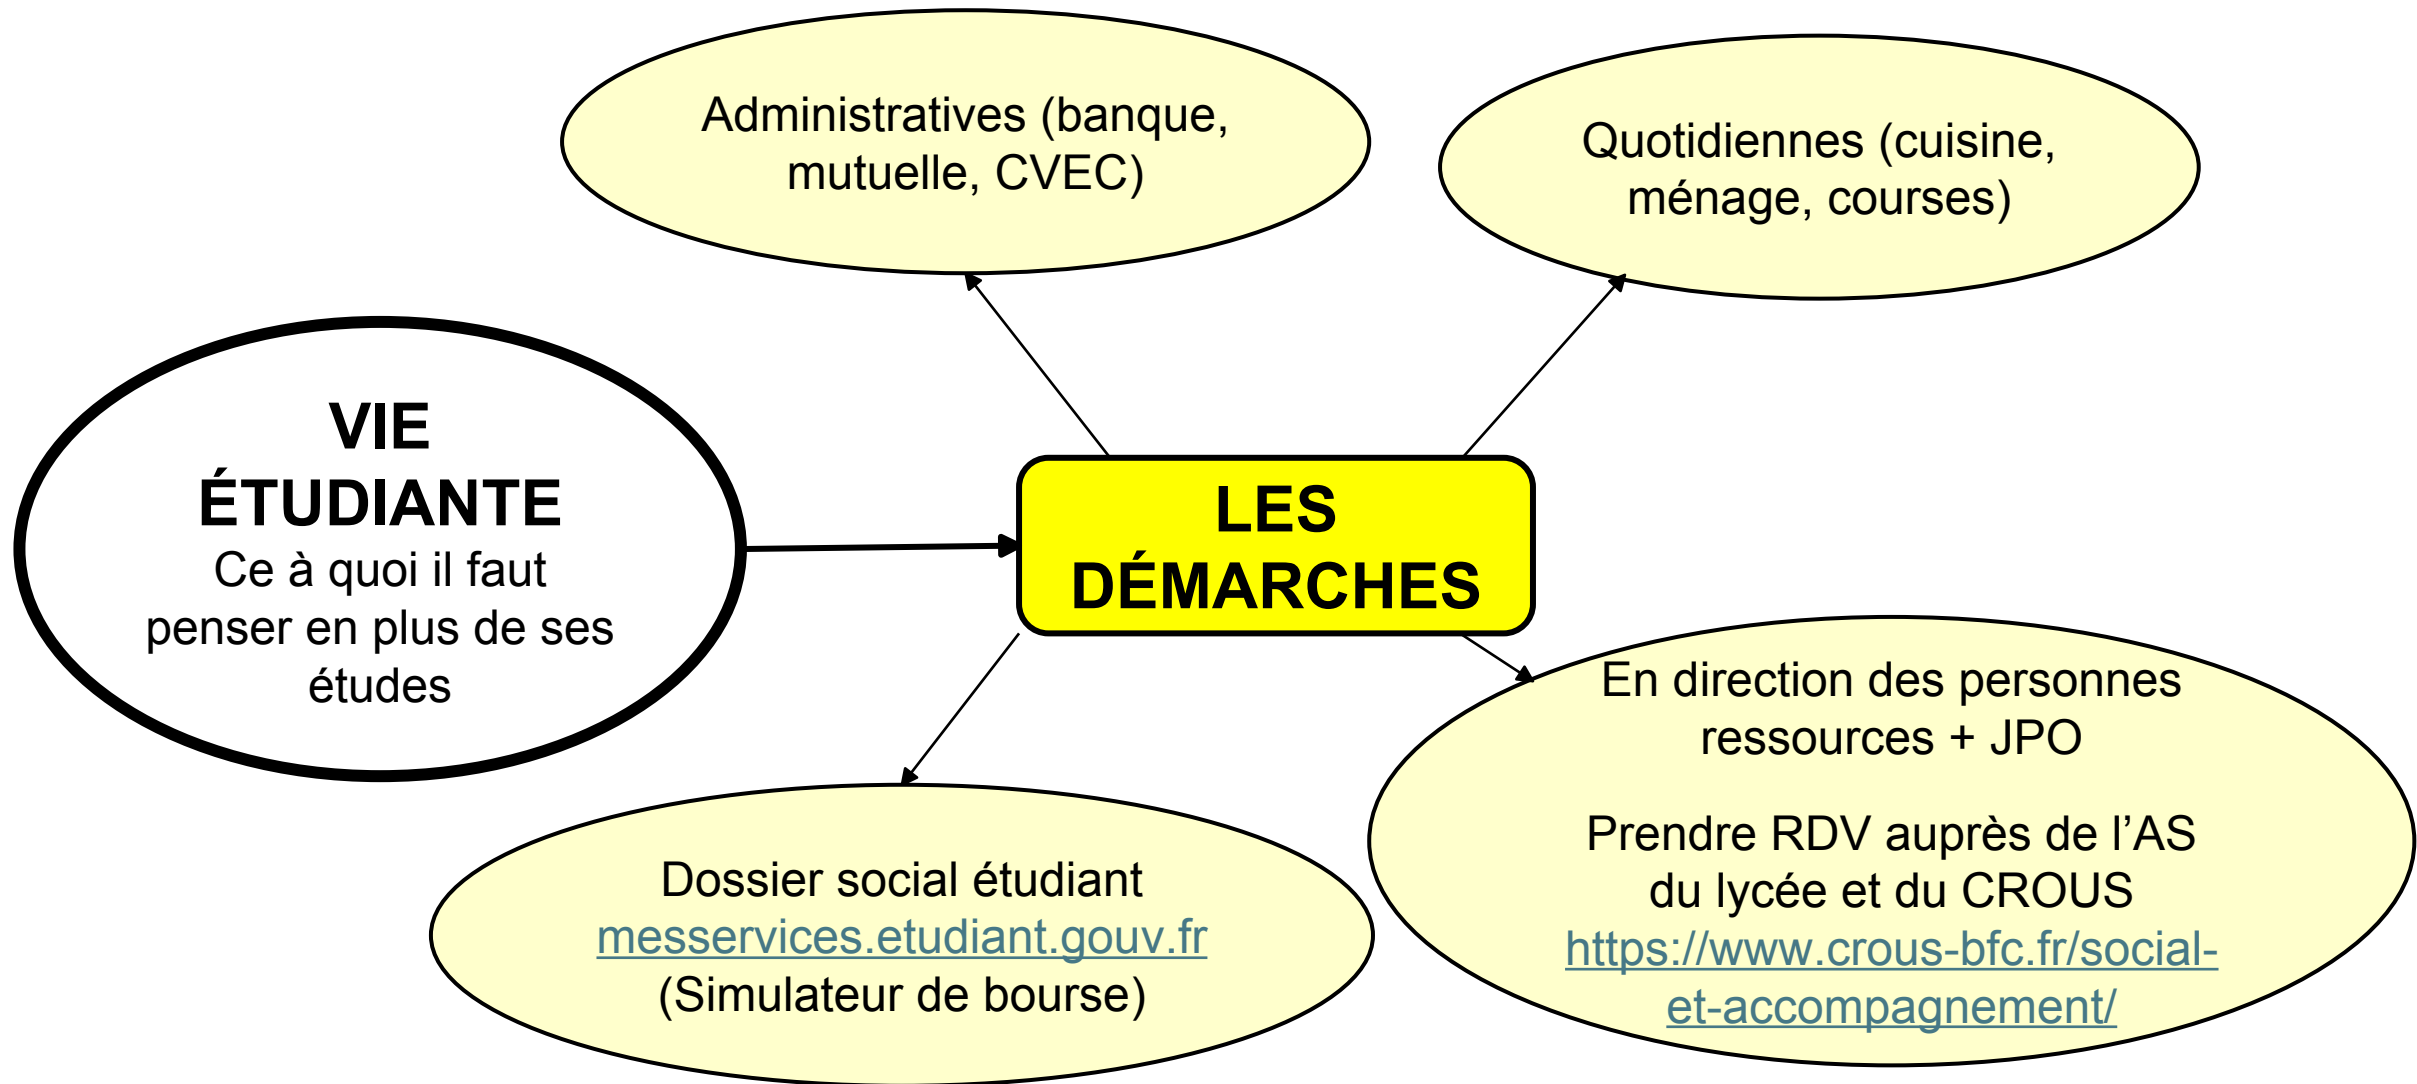 Administratives (banque,
mutuelle, CVEC)
Quotidiennes (cuisine,
ménage, courses)
VIE
ÉTUDIANTE
Ce à quoi il faut
penser en plus de ses
études
LES
DÉMARCHES
Dossier social étudiant
messervices.etudiant.gouv.fr
(Simulateur de bourse)
En direction des personnes
ressources + JPO
Prendre RDV auprès de l’AS
du lycée et du CROUS
https://www.crous-bfc.fr/social-
et-accompagnement/